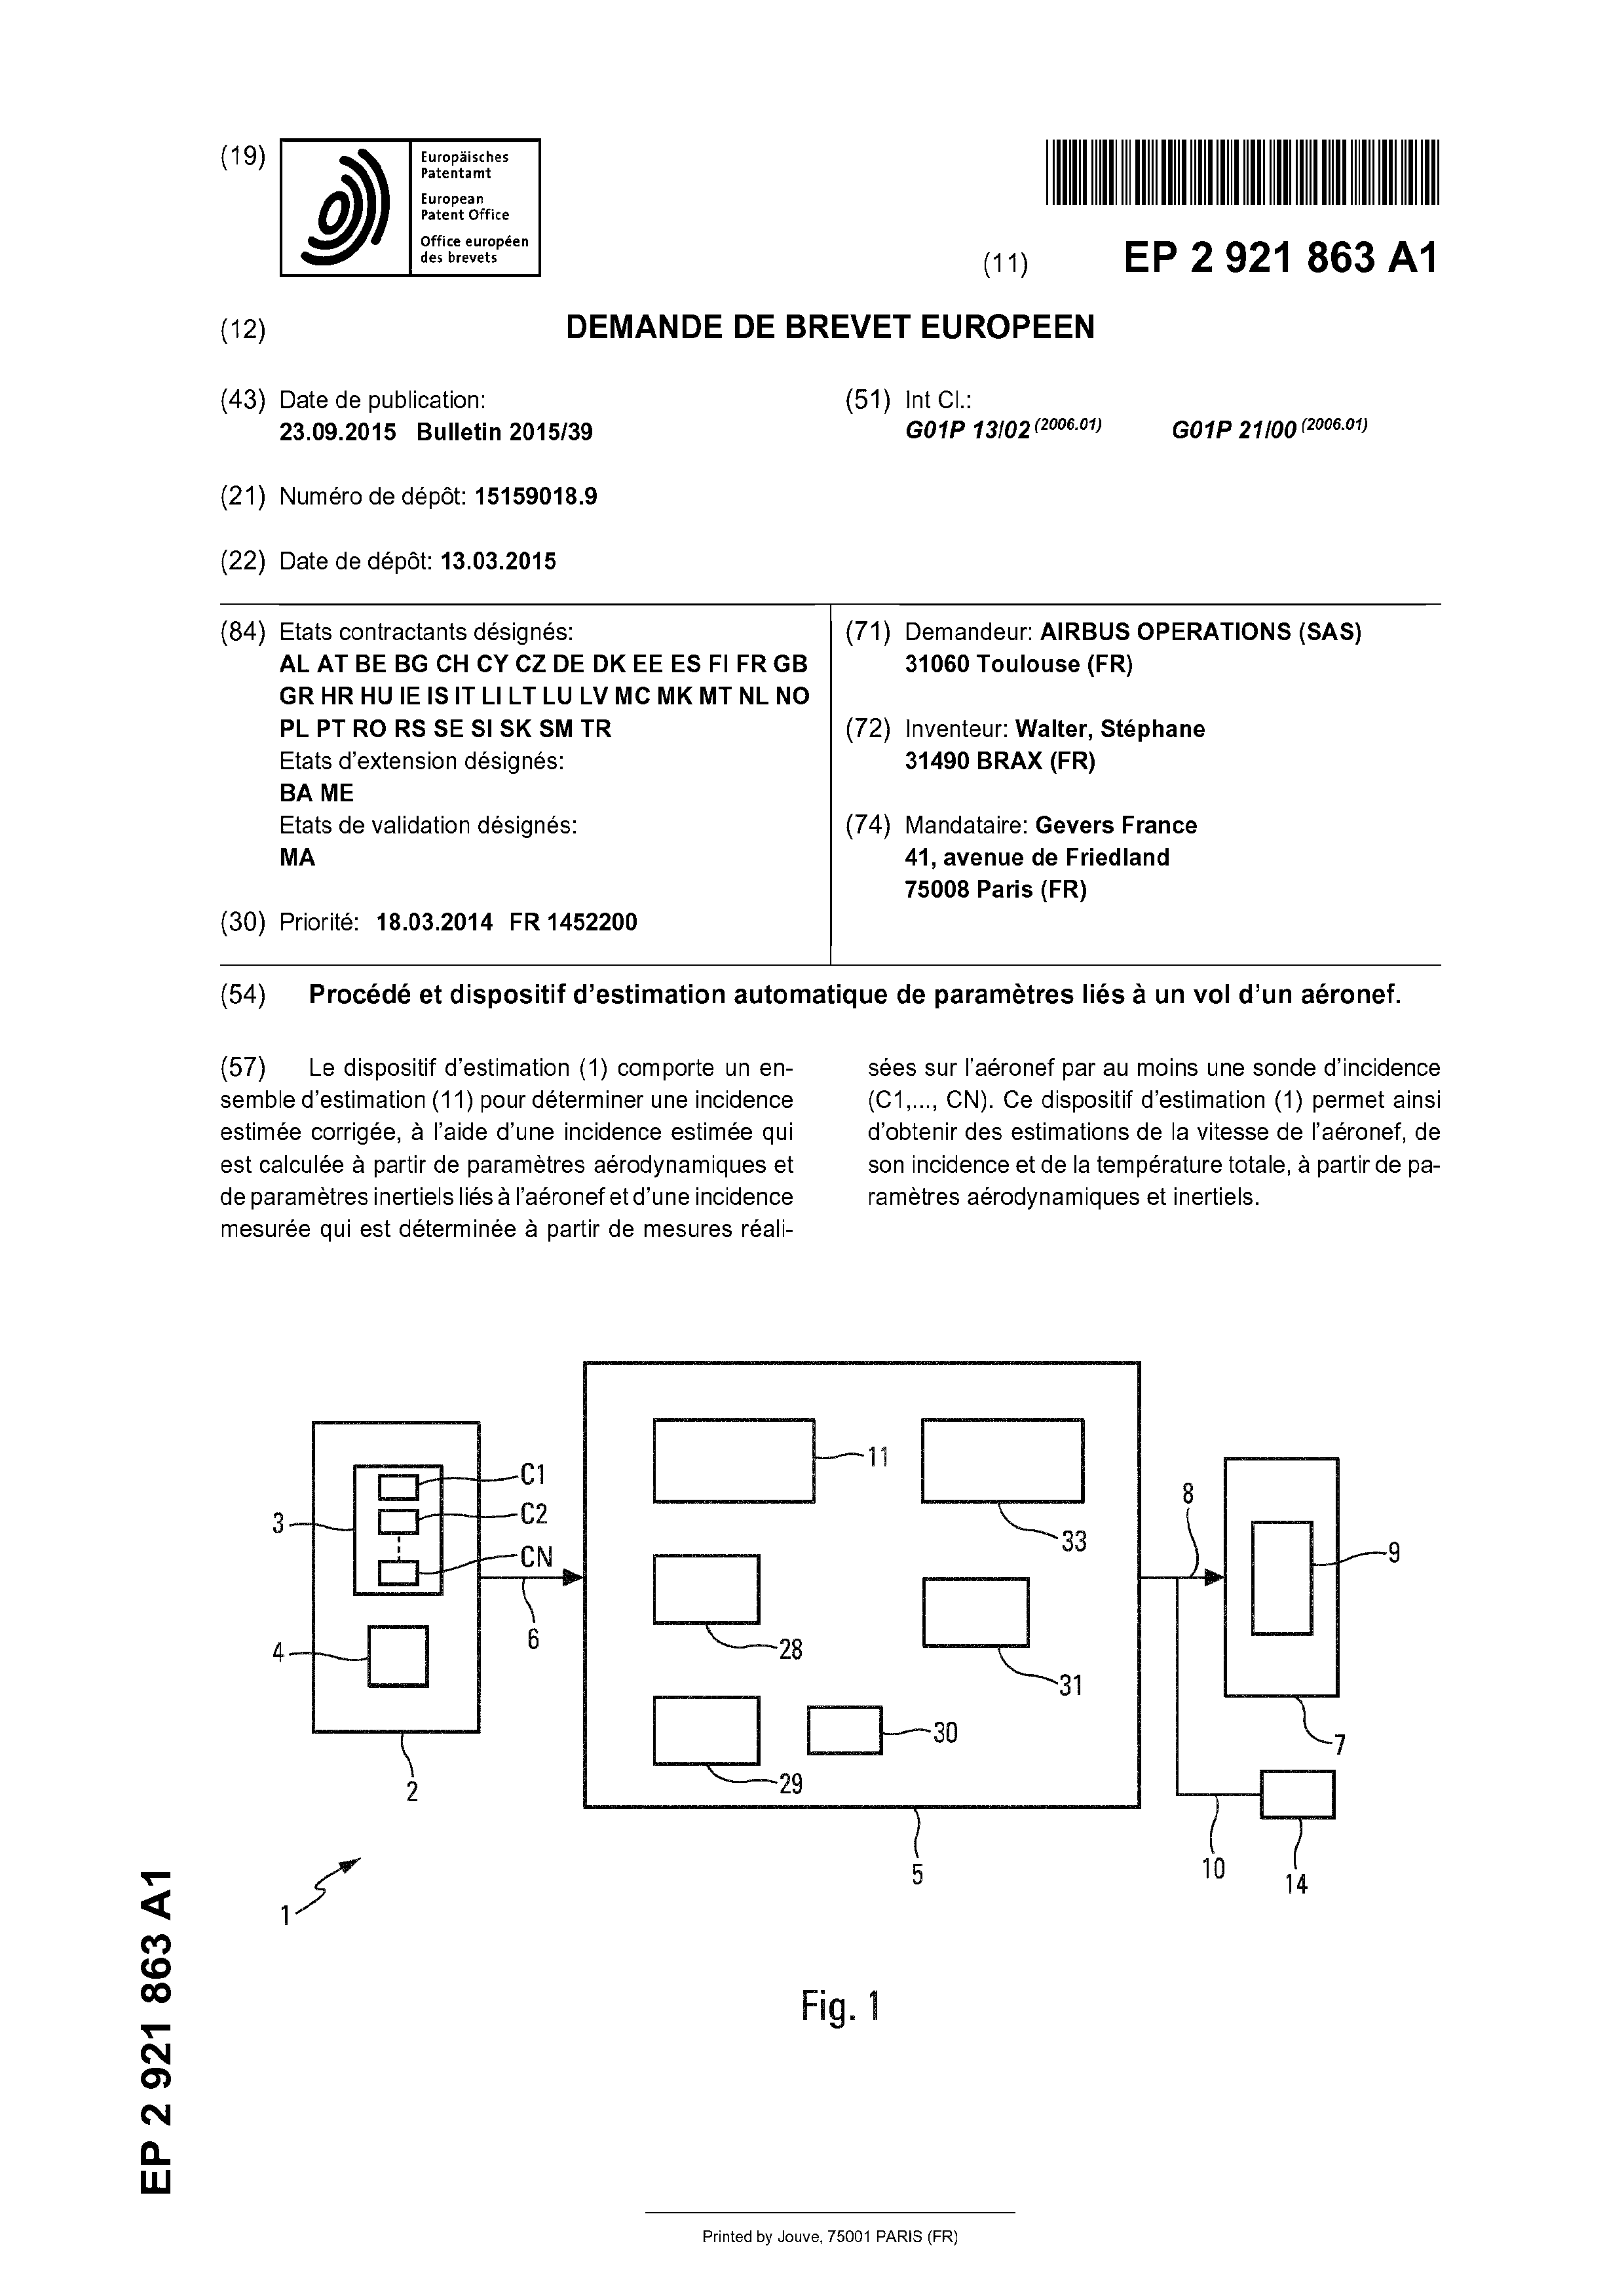 (19)
Europäisches
Patentamt
European
Patent Office
Office européen
des brevets
(11) EP 2 921 863 A1
(12) DEMANDE DE BREVET EUROPEEN
(43) Date de publication:
23.09.2015 Bulletin 2015/39
(21) Numéro de dépôt: 15159018.9
(22) Date de dépôt: 13.03.2015
(51) Int Cl.:
G01P 13/02 (2006.01) G01P 21/00 (2006.01)
(84) Etats contractants désignés:
AL AT BE BG CH CY CZ DE DK EE ES FI FR GB
GR HR HU IE IS IT LI LT LU LV MC MK MT NL NO
PL PT RO RS SE SI SK SM TR
Etats d'extension désignés:
BA ME
Etats de validation désignés:
MA
(30) Priorité: 18.03.2014 FR 1452200
(71) Demandeur: AIRBUS OPERATIONS (SAS)
31060 Toulouse (FR)
(72) Inventeur: Walter, Stéphane
31490 BRAX (FR)
(74) Mandataire: Gevers France
41, avenue de Friedland
75008 Paris (FR)
(54) Procédé et dispositif d'estimation automatique de paramètres liés à un vol d'un aéronef.
(57) Le dispositif d'estimation (1) comporte un en-
semble d'estimation (11) pour déterminer une incidence
estimée corrigée, à l'aide d'une incidence estimée qui
est calculée à partir de paramètres aérodynamiques et
de paramètres inertiels liés à l'aéronef et d'une incidence
mesurée qui est déterminée à partir de mesures réali-
sées sur l'aéronef par au moins une sonde d'incidence
(C1,..., CN). Ce dispositif d'estimation (1) permet ainsi
d'obtenir des estimations de la vitesse de l'aéronef, de
son incidence et de la température totale, à partir de pa-
ramètres aérodynamiques et inertiels.
C1
C2
CN
3
4
2
6
11
33
28
31
30
29
5
8
9
7
10
14
1
Fig. 1
EP 2 921 863 A1
Printed by Jouve, 75001 PARIS (FR)